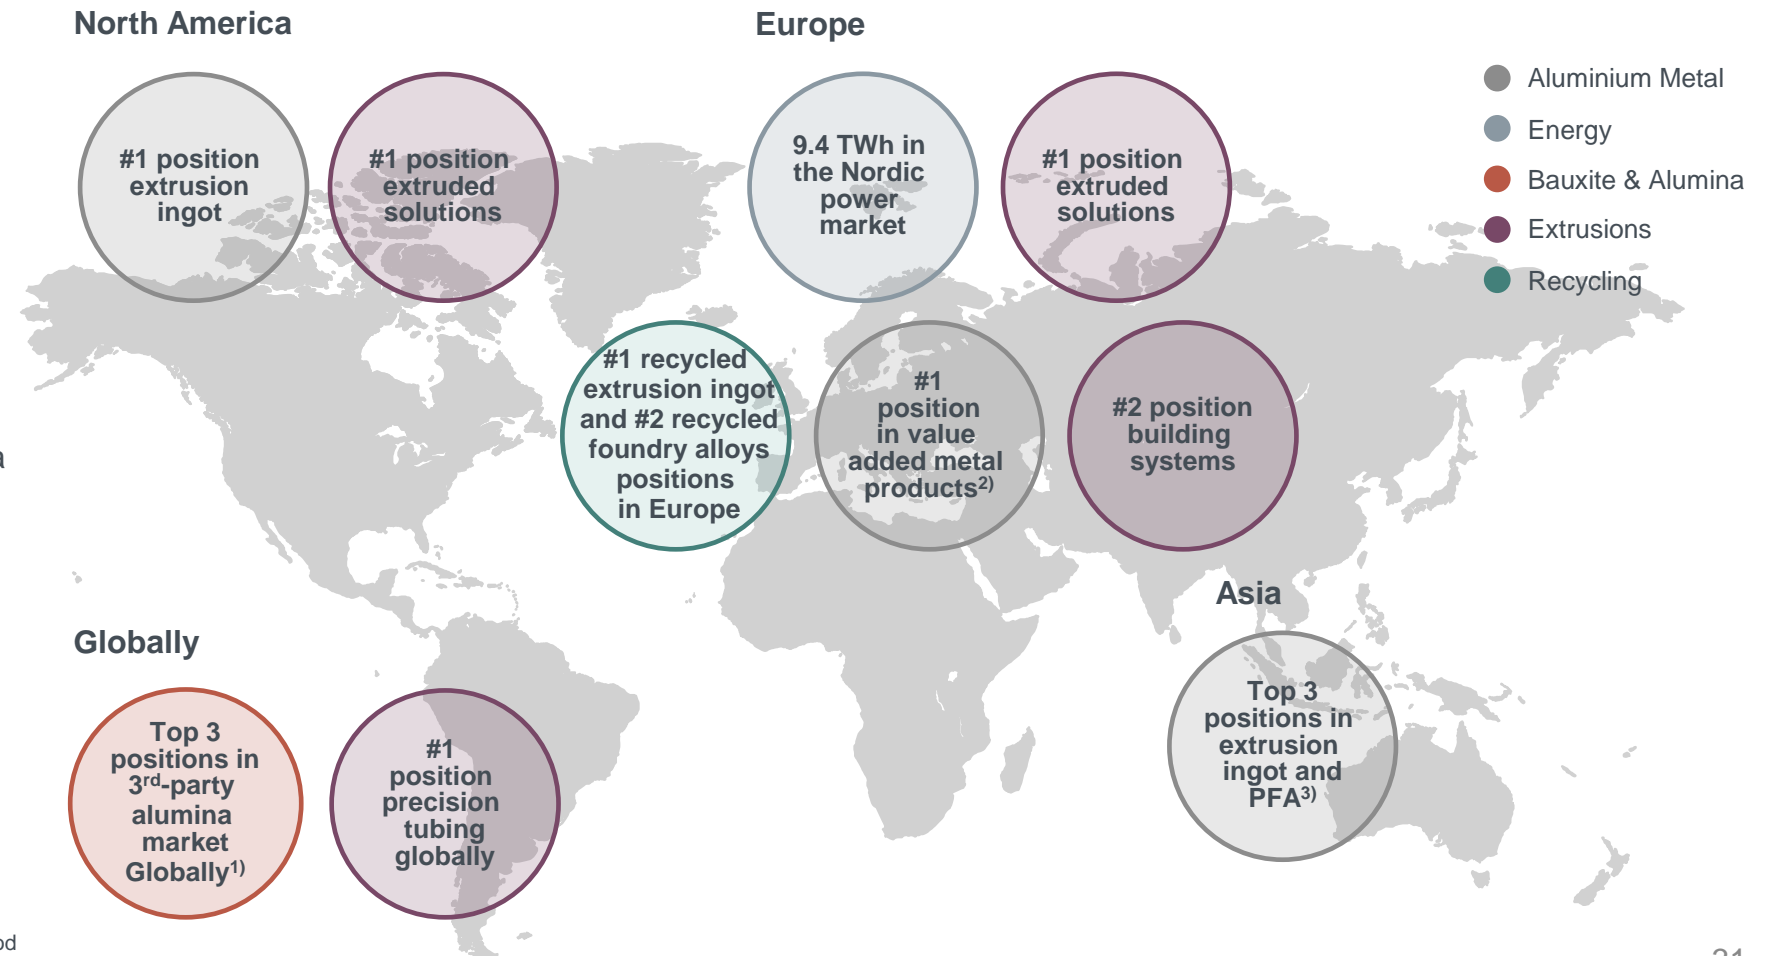 North America
#1 position
extrusion
ingot
#1 position
extruded
solutions
Europe
9.4 TWh in
the Nordic
power
market
#1 position
extruded
solutions
Aluminium Metal
Energy
Bauxite & Alumina
Extrusions
Recycling
#1 recycled
extrusion ingot
and #2 recycled
foundry alloys
positions
in Europe
#1
position
in value
added metal
products2)
#2 position
building
systems
Asia
Top 3
positions in
extrusion
ingot and
PFA3)
Globally
Top 3
positions in
3rd-party
alumina
market
Globally1)
#1
position
precision
tubing
globally